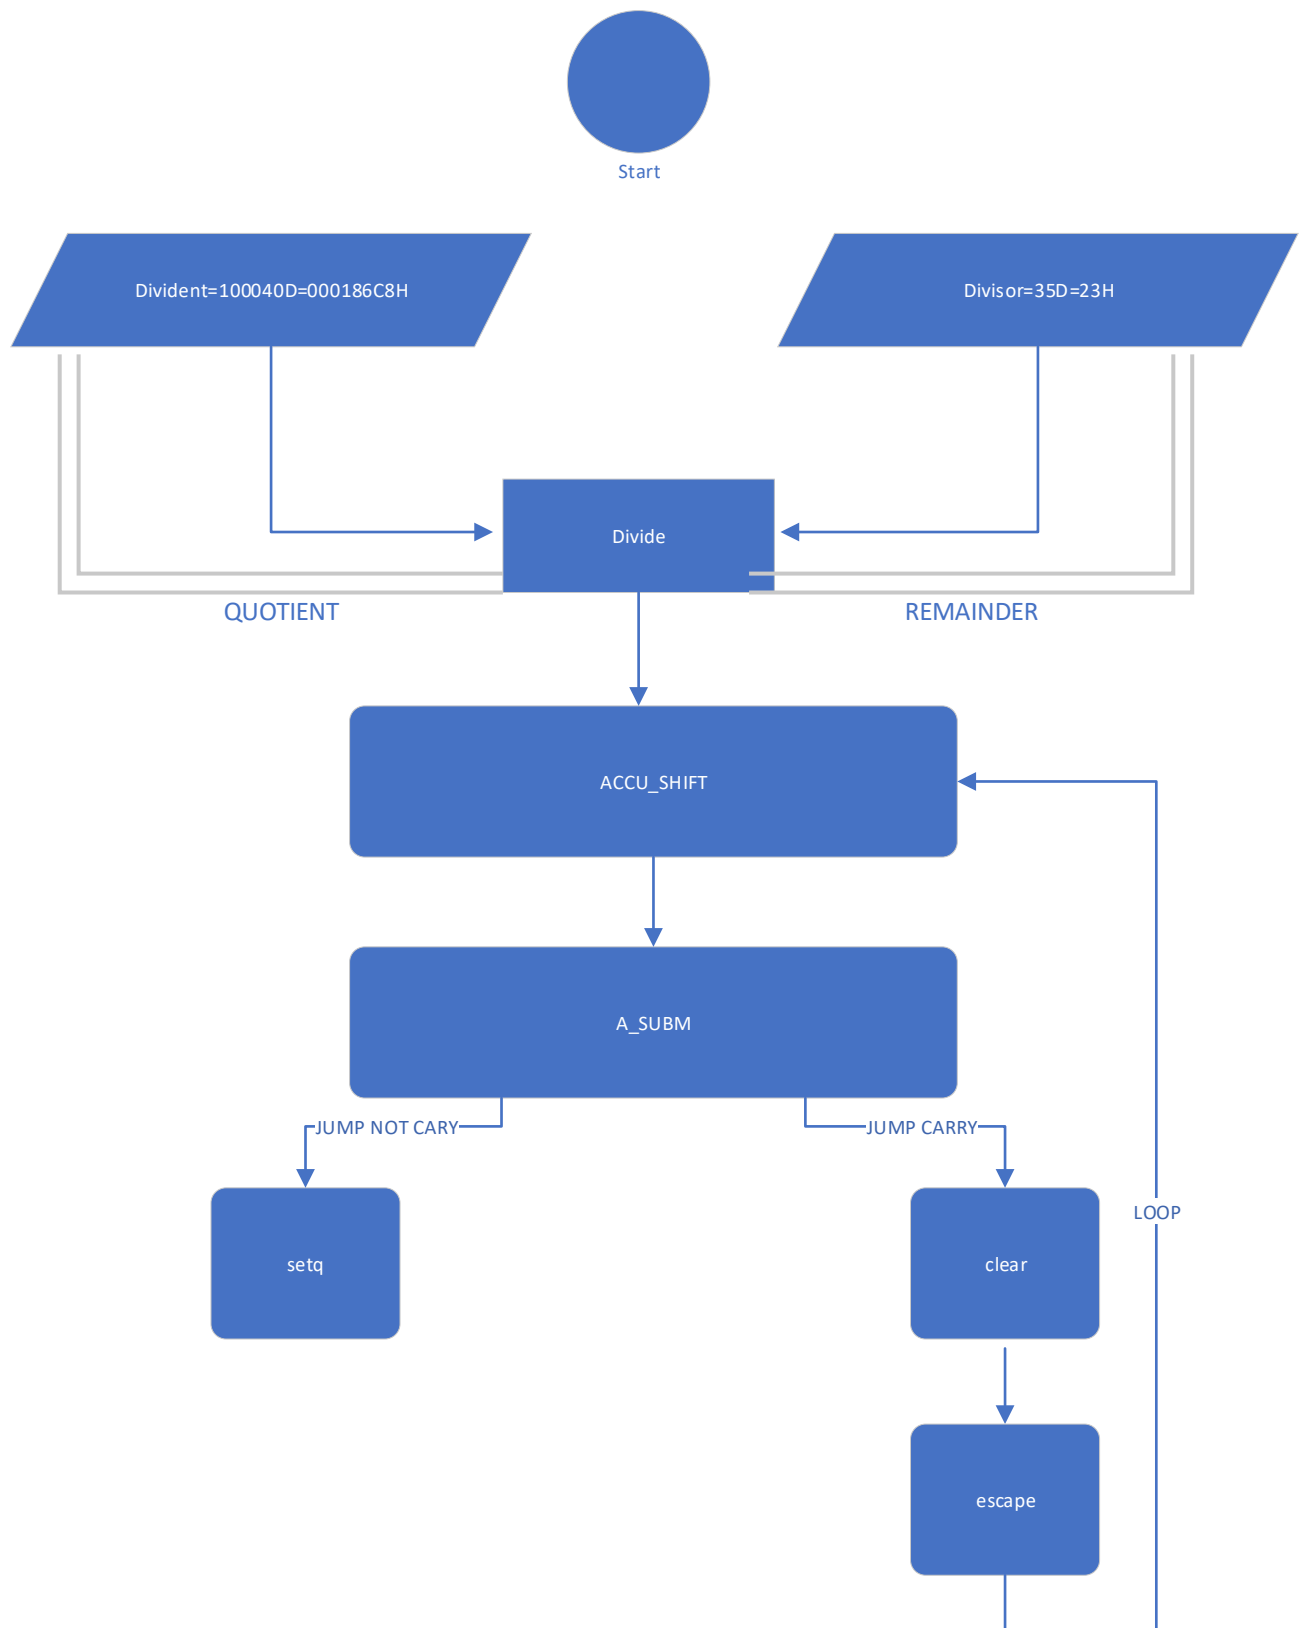 Start
Divident=100040D=000186C8H
Divisor=35D=23H
Divide
QUOTIENT
REMAINDER
ACCU_SHIFT
A_SUBM
JUMP NOT CARY
JUMP CARRY
LOOP
setq
clear
escape